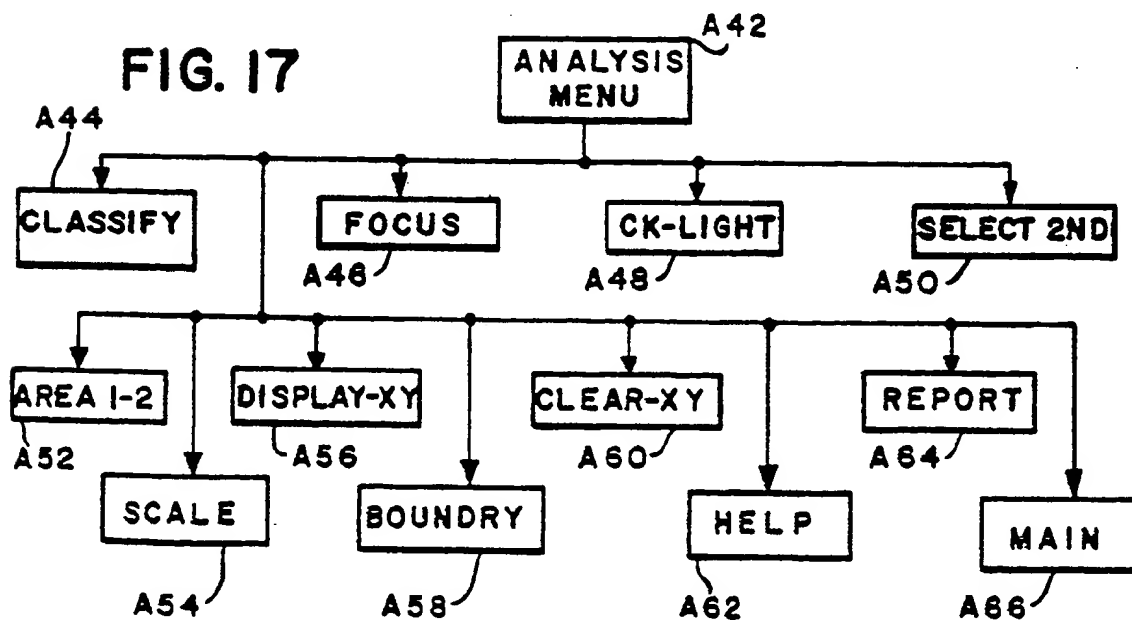 FIG. 17
A42
ANALYSIS
MENU
A44
CLASSIFY
FOCUS
CK-LIGHT
SELECT 2ND
A46
A48
A50
AREA 1-2
DISPLAY-XY
CLEAR-XY
REPORT
A52
A56
A60
A64
SCALE
BOUNDRY
HELP
MAIN
A54
A58
A62
A66